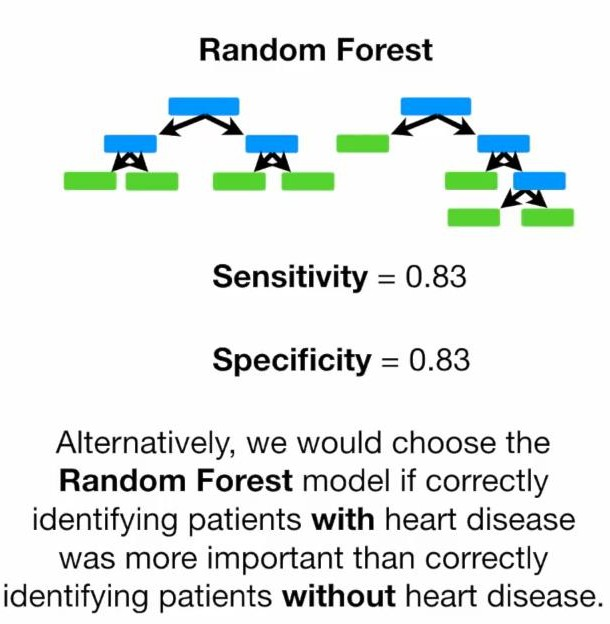 Random Forest
Sensitivity = 0.83
Specificity = 0.83
Alternatively, we would choose the
Random Forest model if correctly
identifying patients with heart disease
was more important than correctly
identifying patients without heart disease.